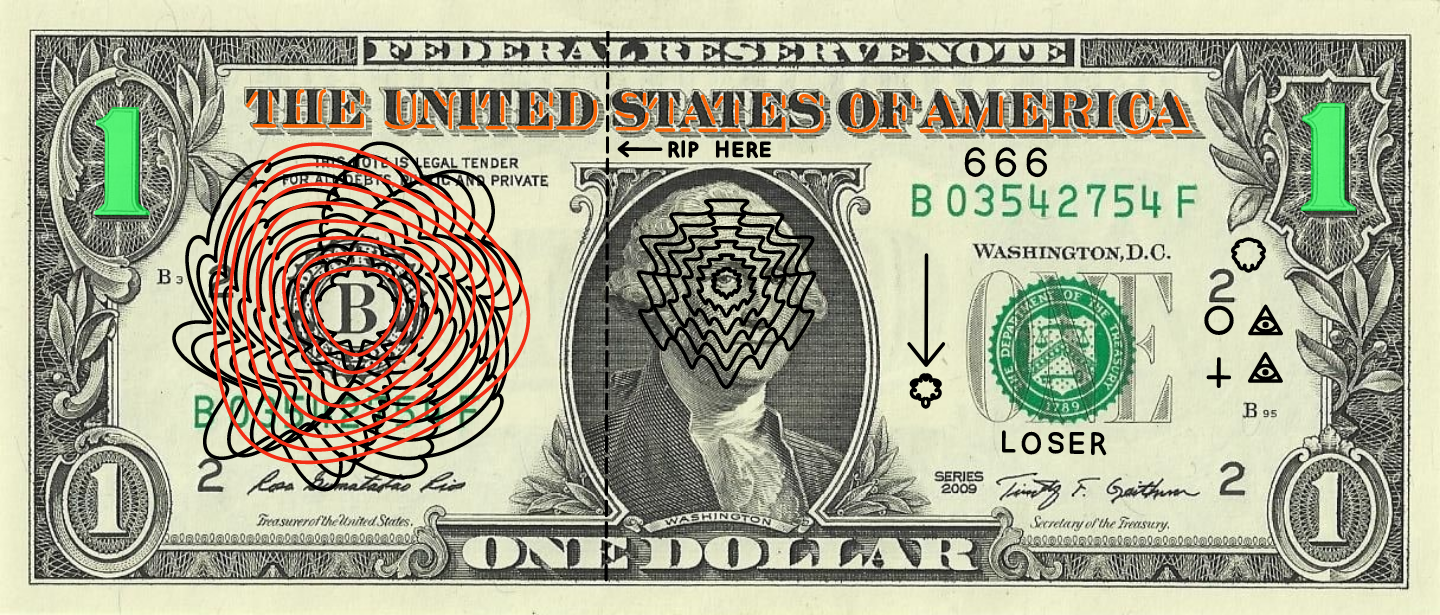 FEDERAL RESERVE NOTE
THE UNITED STATES OF AMERICA
1
1
RIP HERE
THIS NOTE IS LEGAL TENDER
FOR ALL DEBTS, PUBLIC AND PRIVATE
666
B 03542754 F
WASHINGTON, D.C.
B 3
2
B
ONE
THE DEPARTMENT OF THE TREASURY
1789
2
B 95
B 03542754 F
LOSER
2
Rosa Gumataotao Rios
Treasurer of the United States.
SERIES
2009
Timothy F. Geithner
2
Secretary of the Treasury.
WASHINGTON
1
1
ONE DOLLAR